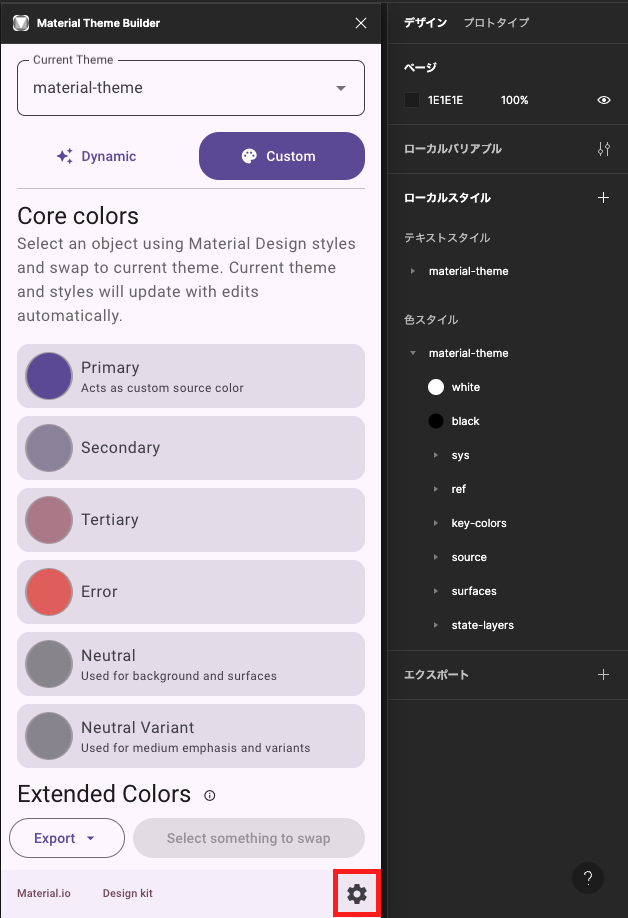 Material Theme Builder
Current Theme
material-theme
Dynamic
Custom
Core colors
Select an object using Material Design styles
and swap to current theme. Current theme
and styles will update with edits
automatically.
Primary
Acts as custom source color
Secondary
Tertiary
Error
Neutral
Used for background and surfaces
Neutral Variant
Used for medium emphasis and variants
Extended Colors
Export
Select something to swap
Material.io
Design kit
デザイン
プロトタイプ
ページ
1E1E1E
100%
ローカルバリアブル
ローカルスタイル
テキストスタイル
material-theme
色スタイル
material-theme
white
black
sys
ref
key-colors
source
surfaces
state-layers
エクスポート
?